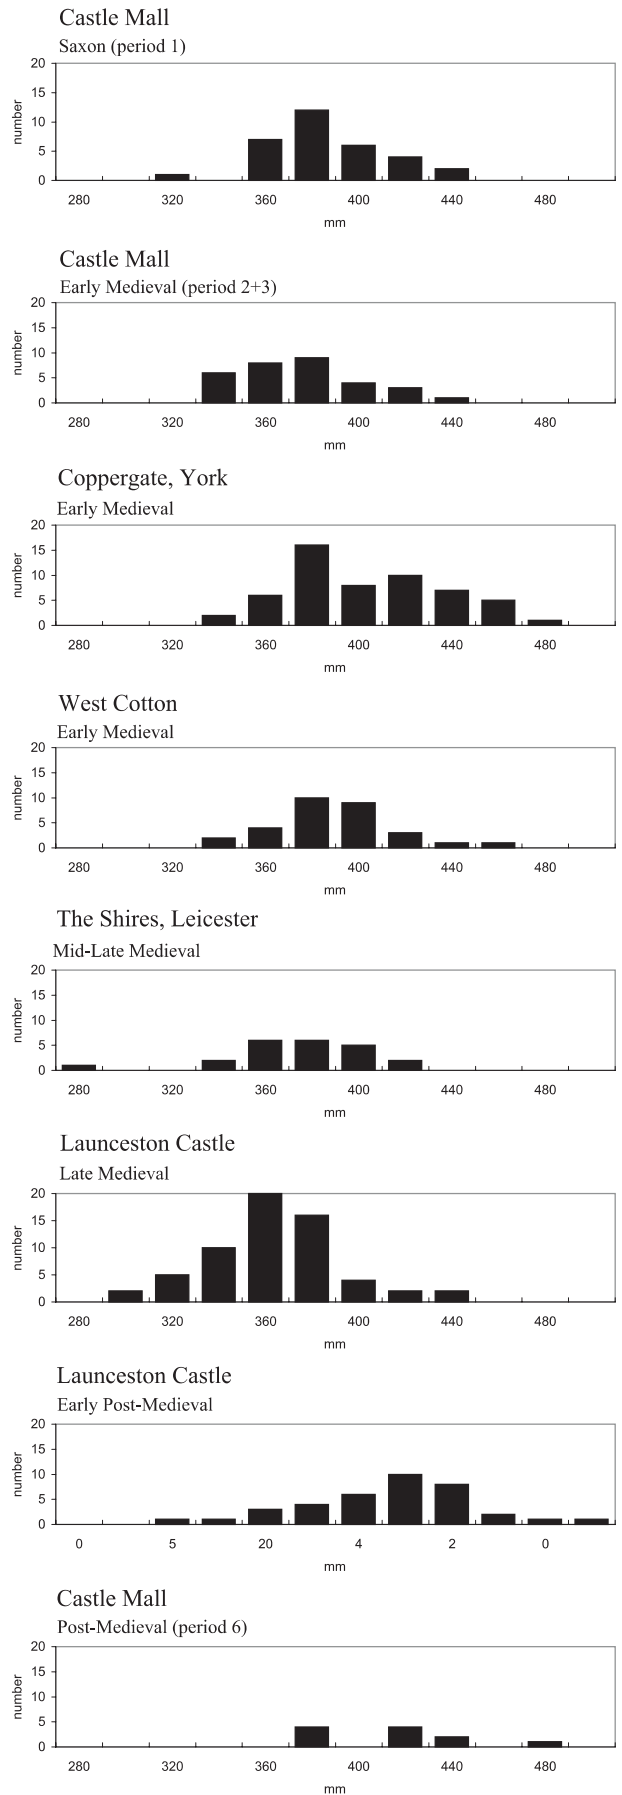 Castle Mall
Saxon (period 1)
20
15
10
5
0
number
280 320 360 400 440 480
mm
Castle Mall
Early Medieval (period 2+3)
20
15
10
5
0
number
280 320 360 400 440 480
mm
Coppergate, York
Early Medieval
20
15
10
5
0
number
280 320 360 400 440 480
mm
West Cotton
Early Medieval
20
15
10
5
0
number
280 320 360 400 440 480
mm
The Shires, Leicester
Mid-Late Medieval
20
15
10
5
0
number
280 320 360 400 440 480
mm
Launceston Castle
Late Medieval
20
15
10
5
0
number
280 320 360 400 440 480
mm
Launceston Castle
Early Post-Medieval
20
15
10
5
0
number
0 5 20 4 2 0
mm
Castle Mall
Post-Medieval (period 6)
20
15
10
5
0
number
280 320 360 400 440 480
mm